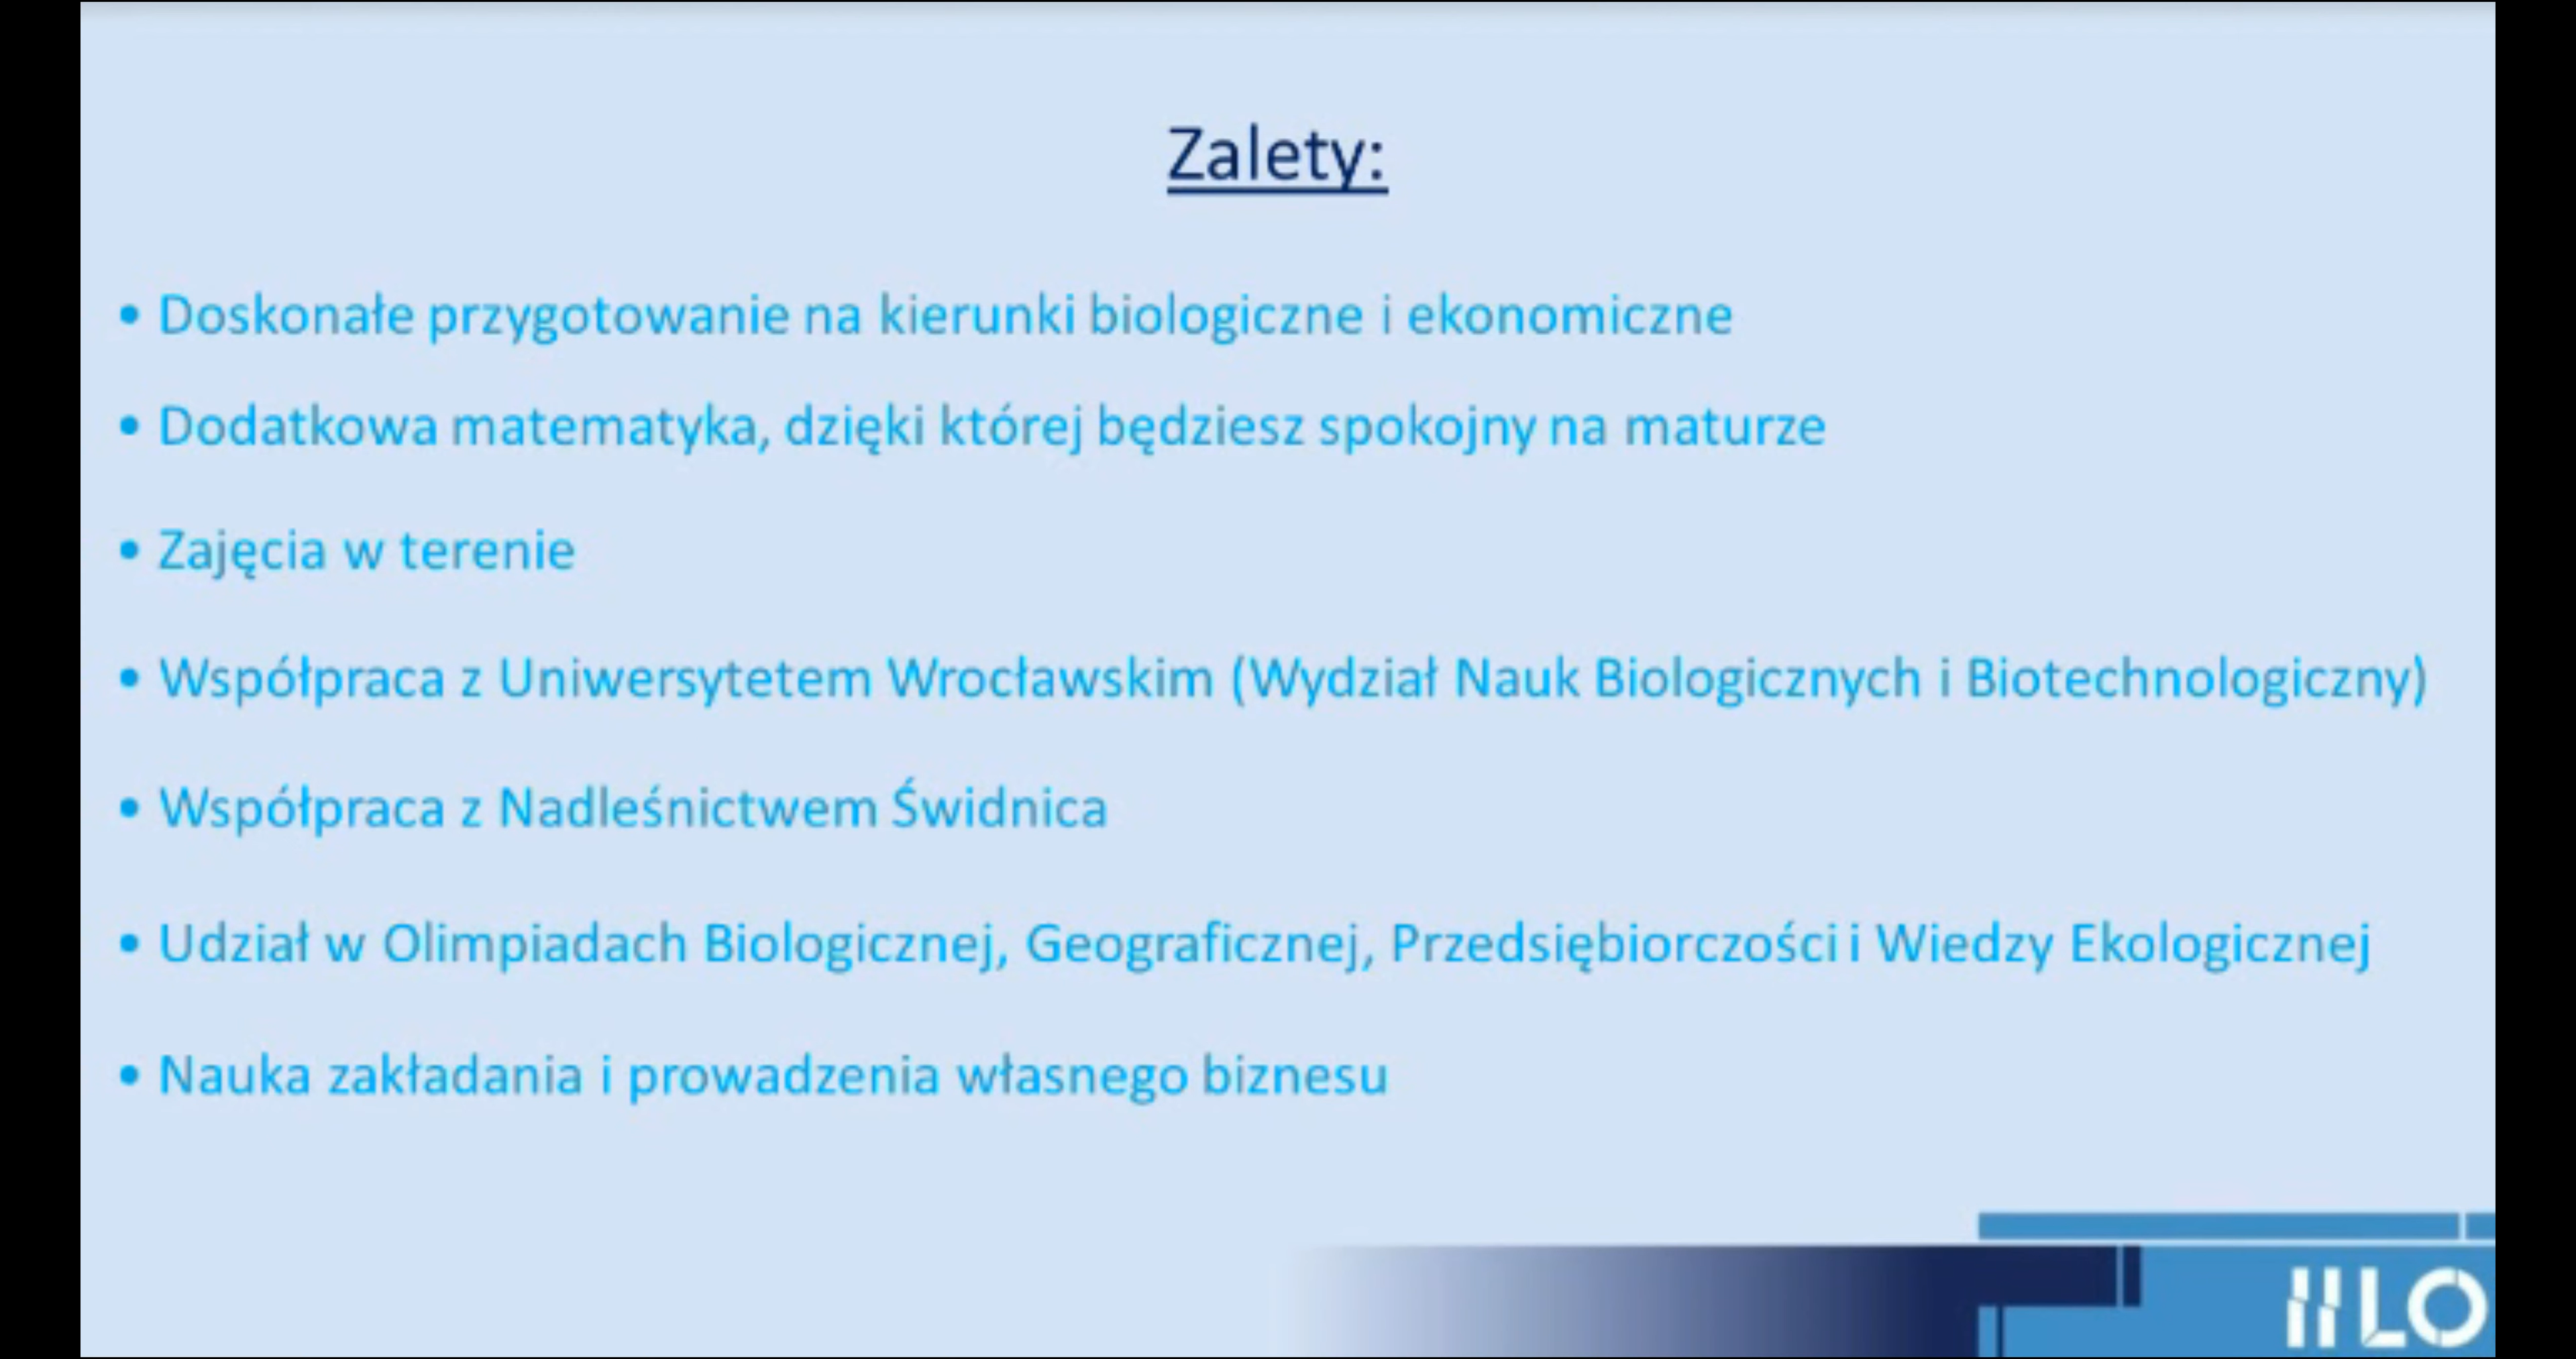 Zalety:
• Doskonałe przygotowanie na kierunki biologiczne i ekonomiczne
• Dodatkowa matematyka, dzięki której będziesz spokojny na maturze
• Zajęcia w terenie
• Współpraca z Uniwersytetem Wrocławskim (Wydział Nauk Biologicznych i Biotechnologiczny)
• Współpraca z Nadleśnictwem Świdnica
• Udział w Olimpiadach Biologicznej, Geograficznej, Przedsiębiorczości i Wiedzy Ekologicznej
• Nauka zakładania i prowadzenia własnego biznesu
II LO